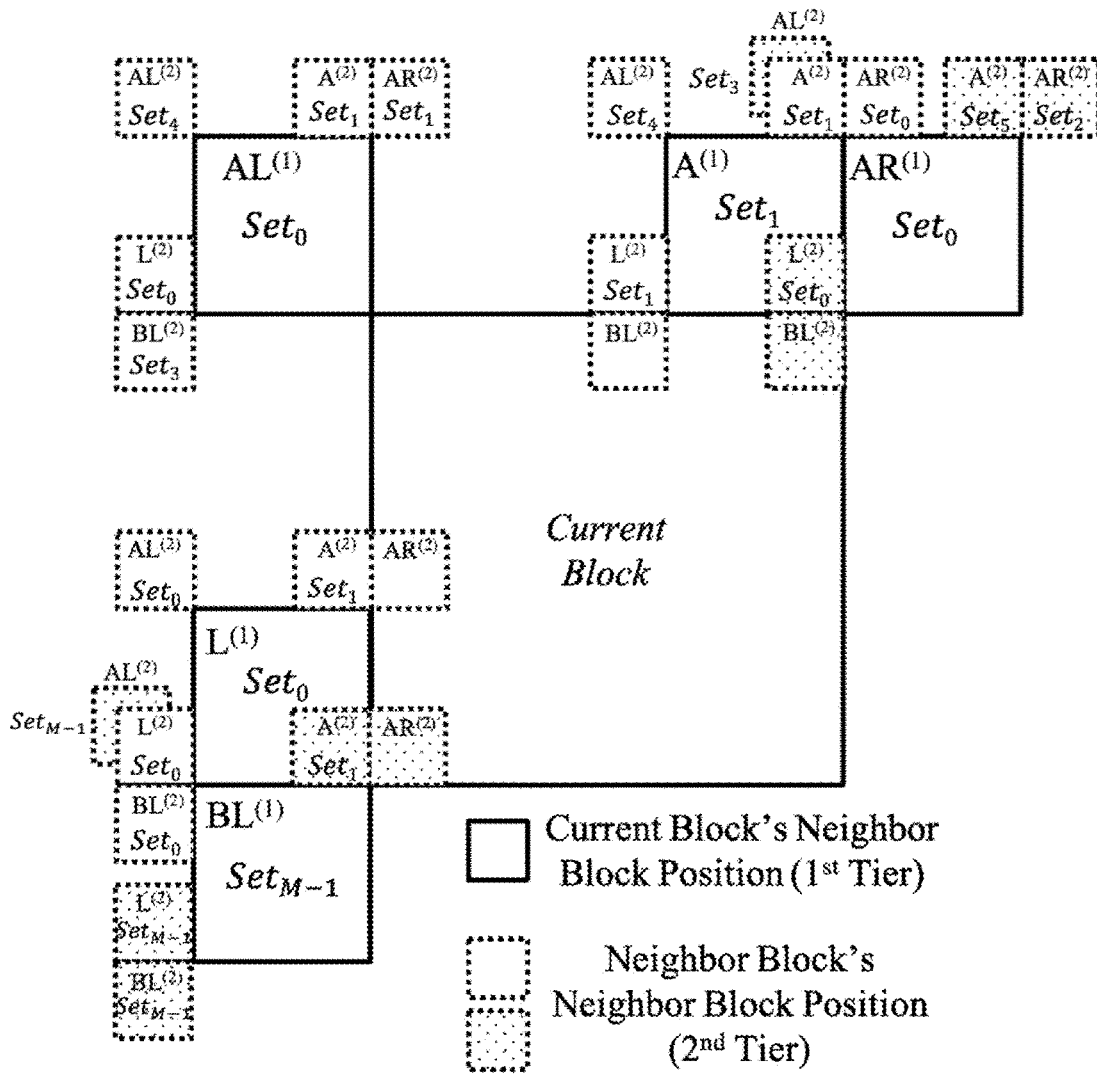 AL⁽²⁾
AL⁽²⁾ A⁽²⁾ AR⁽²⁾ AL⁽²⁾ Set₃ A⁽²⁾ AR⁽²⁾ A⁽²⁾ AR⁽²⁾
Set₄ Set₁ Set₁ Set₄ Set₁ Set₀ Set₅ Set₂
AL⁽¹⁾ A⁽¹⁾ AR⁽¹⁾
Set₀ Set₁ Set₀
L⁽²⁾ L⁽²⁾ L⁽²⁾
Set₀ Set₁ Set₀
BL⁽²⁾ BL⁽²⁾ BL⁽²⁾
Set₃
Current
Block
AL⁽²⁾ A⁽²⁾ AR⁽²⁾
Set₀ Set₁
L⁽¹⁾
Set₀
AL⁽²⁾
Set_{M−1} L⁽²⁾ A⁽²⁾ AR⁽²⁾
Set₀ Set₁
BL⁽²⁾ BL⁽¹⁾
Set₀ Set_{M−1}
L⁽²⁾
Set_{M−1}
BL⁽²⁾
Set_{M−1}
Current Block's Neighbor
Block Position (1st Tier)
Neighbor Block's
Neighbor Block Position
(2nd Tier)